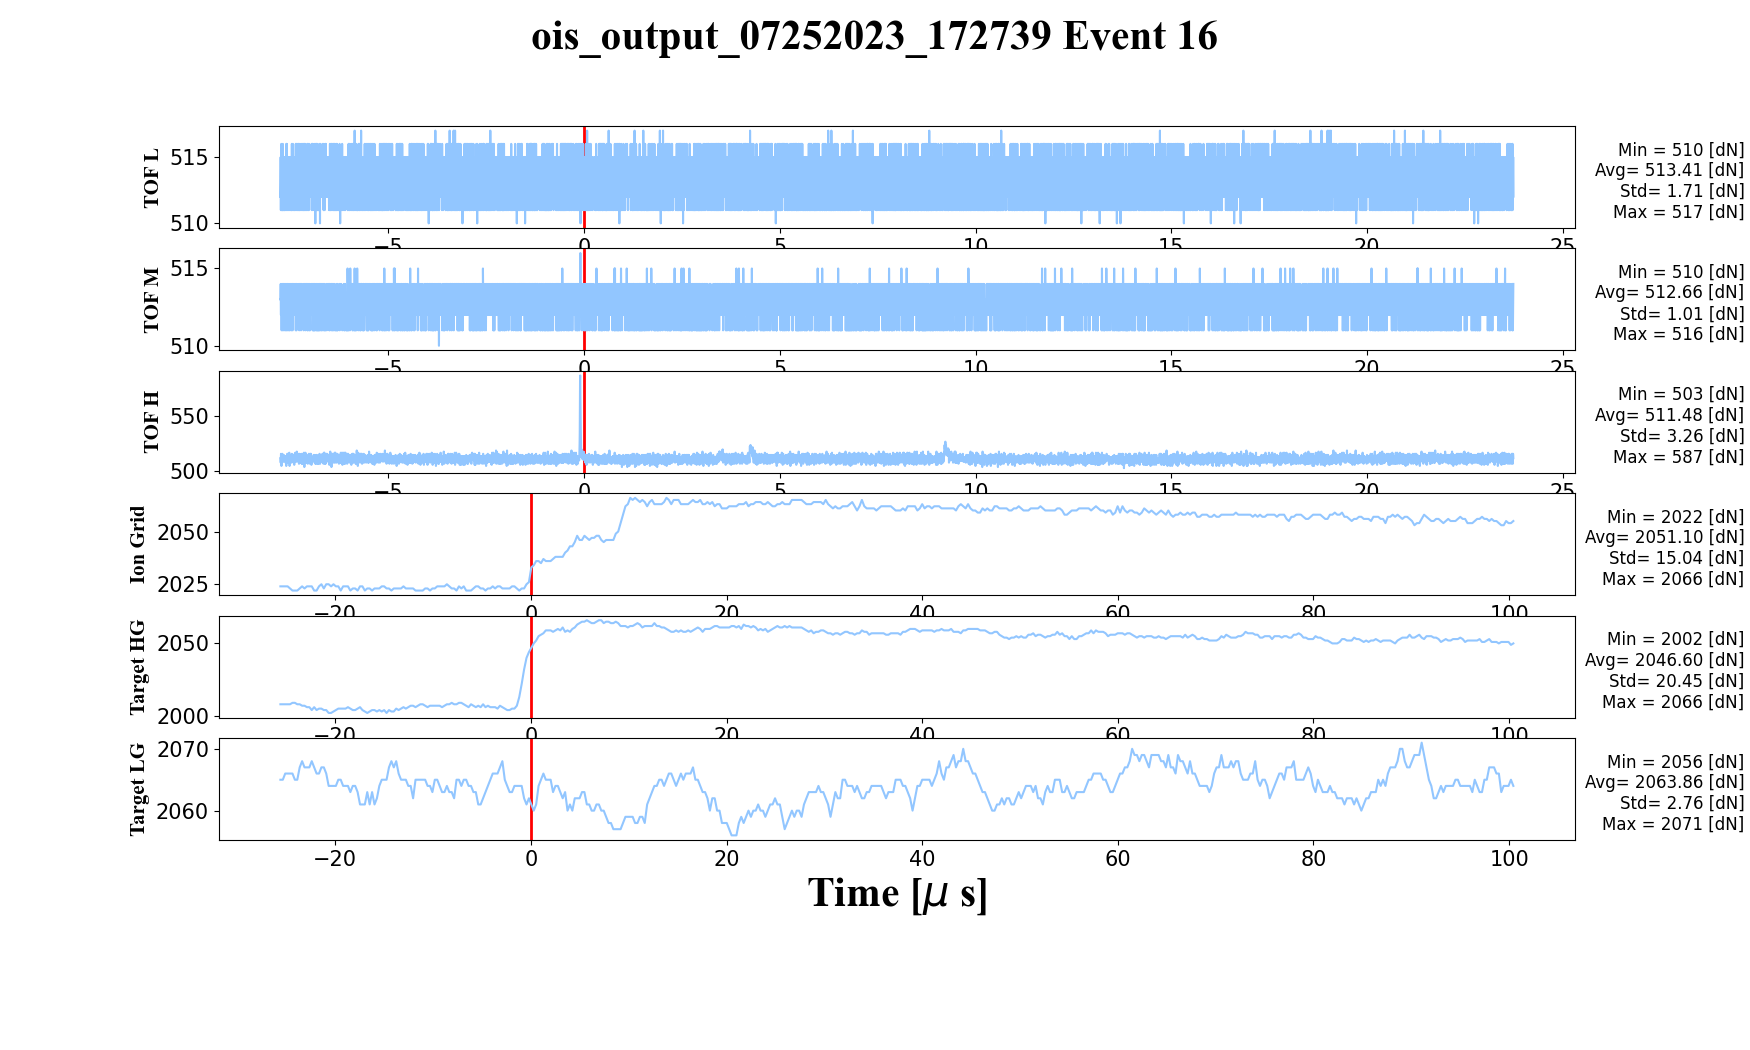 ois_output_07252023_172739 Event 16
TOF L
515
510
−5
0
5
10
15
20
25
Min = 510 [dN]
Avg= 513.41 [dN]
Std= 1.71 [dN]
Max = 517 [dN]
TOF M
515
510
−5
0
5
10
15
20
25
Min = 510 [dN]
Avg= 512.66 [dN]
Std= 1.01 [dN]
Max = 516 [dN]
TOF H
550
500
−5
0
5
10
15
20
25
Min = 503 [dN]
Avg= 511.48 [dN]
Std= 3.26 [dN]
Max = 587 [dN]
Ion Grid
2050
2025
−20
0
20
40
60
80
100
Min = 2022 [dN]
Avg= 2051.10 [dN]
Std= 15.04 [dN]
Max = 2066 [dN]
Target HG
2050
2000
−20
0
20
40
60
80
100
Min = 2002 [dN]
Avg= 2046.60 [dN]
Std= 20.45 [dN]
Max = 2066 [dN]
Target LG
2070
2060
−20
0
20
40
60
80
100
Min = 2056 [dN]
Avg= 2063.86 [dN]
Std= 2.76 [dN]
Max = 2071 [dN]
Time [μ s]